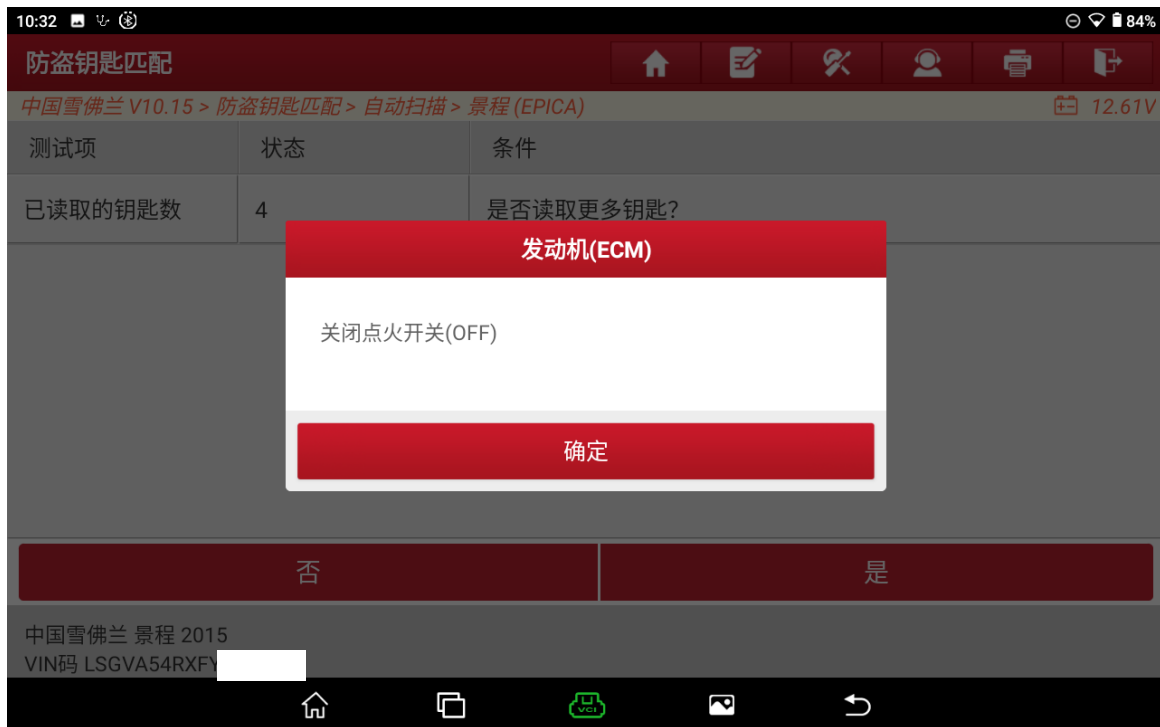 10:32 84%
防盗钥匙匹配
中国雪佛兰 V10.15 > 防盗钥匙匹配 > 自动扫描 > 景程 (EPICA) 12.61V
测试项 状态 条件
已读取的钥匙数 4 是否读取更多钥匙?
发动机(ECM)
关闭点火开关(OFF)
确定
否 是
中国雪佛兰 景程 2015
VIN码 LSGVA54RXFY
VCI